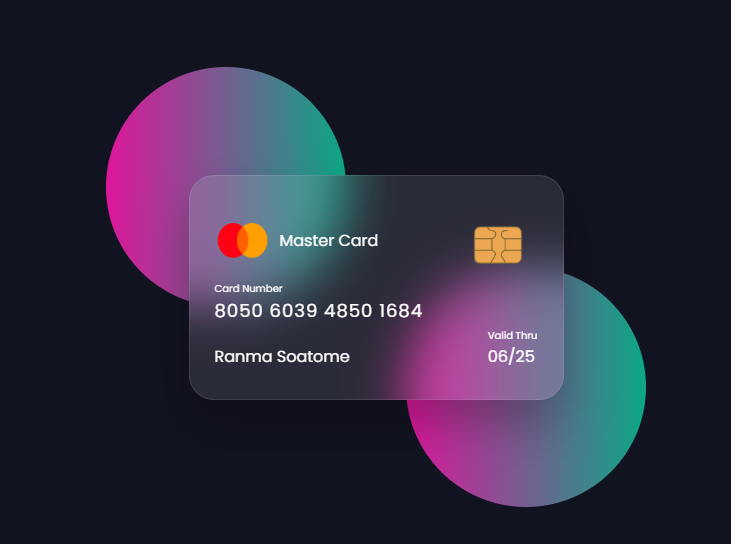 Master Card
Card Number
8050 6039 4850 1684
Valid Thru
Ranma Soatome
06/25